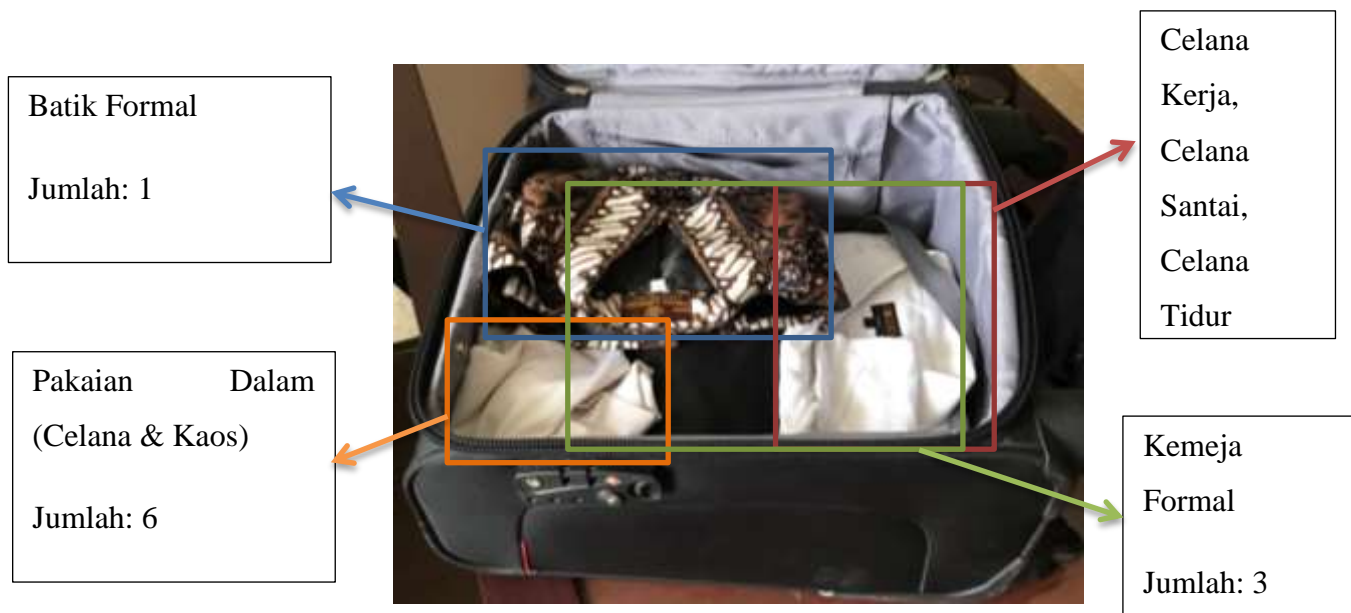 Batik Formal
Jumlah: 1
Pakaian Dalam
(Celana & Kaos)
Jumlah: 6
Celana
Kerja,
Celana
Santai,
Celana
Tidur
Kemeja
Formal
Jumlah: 3